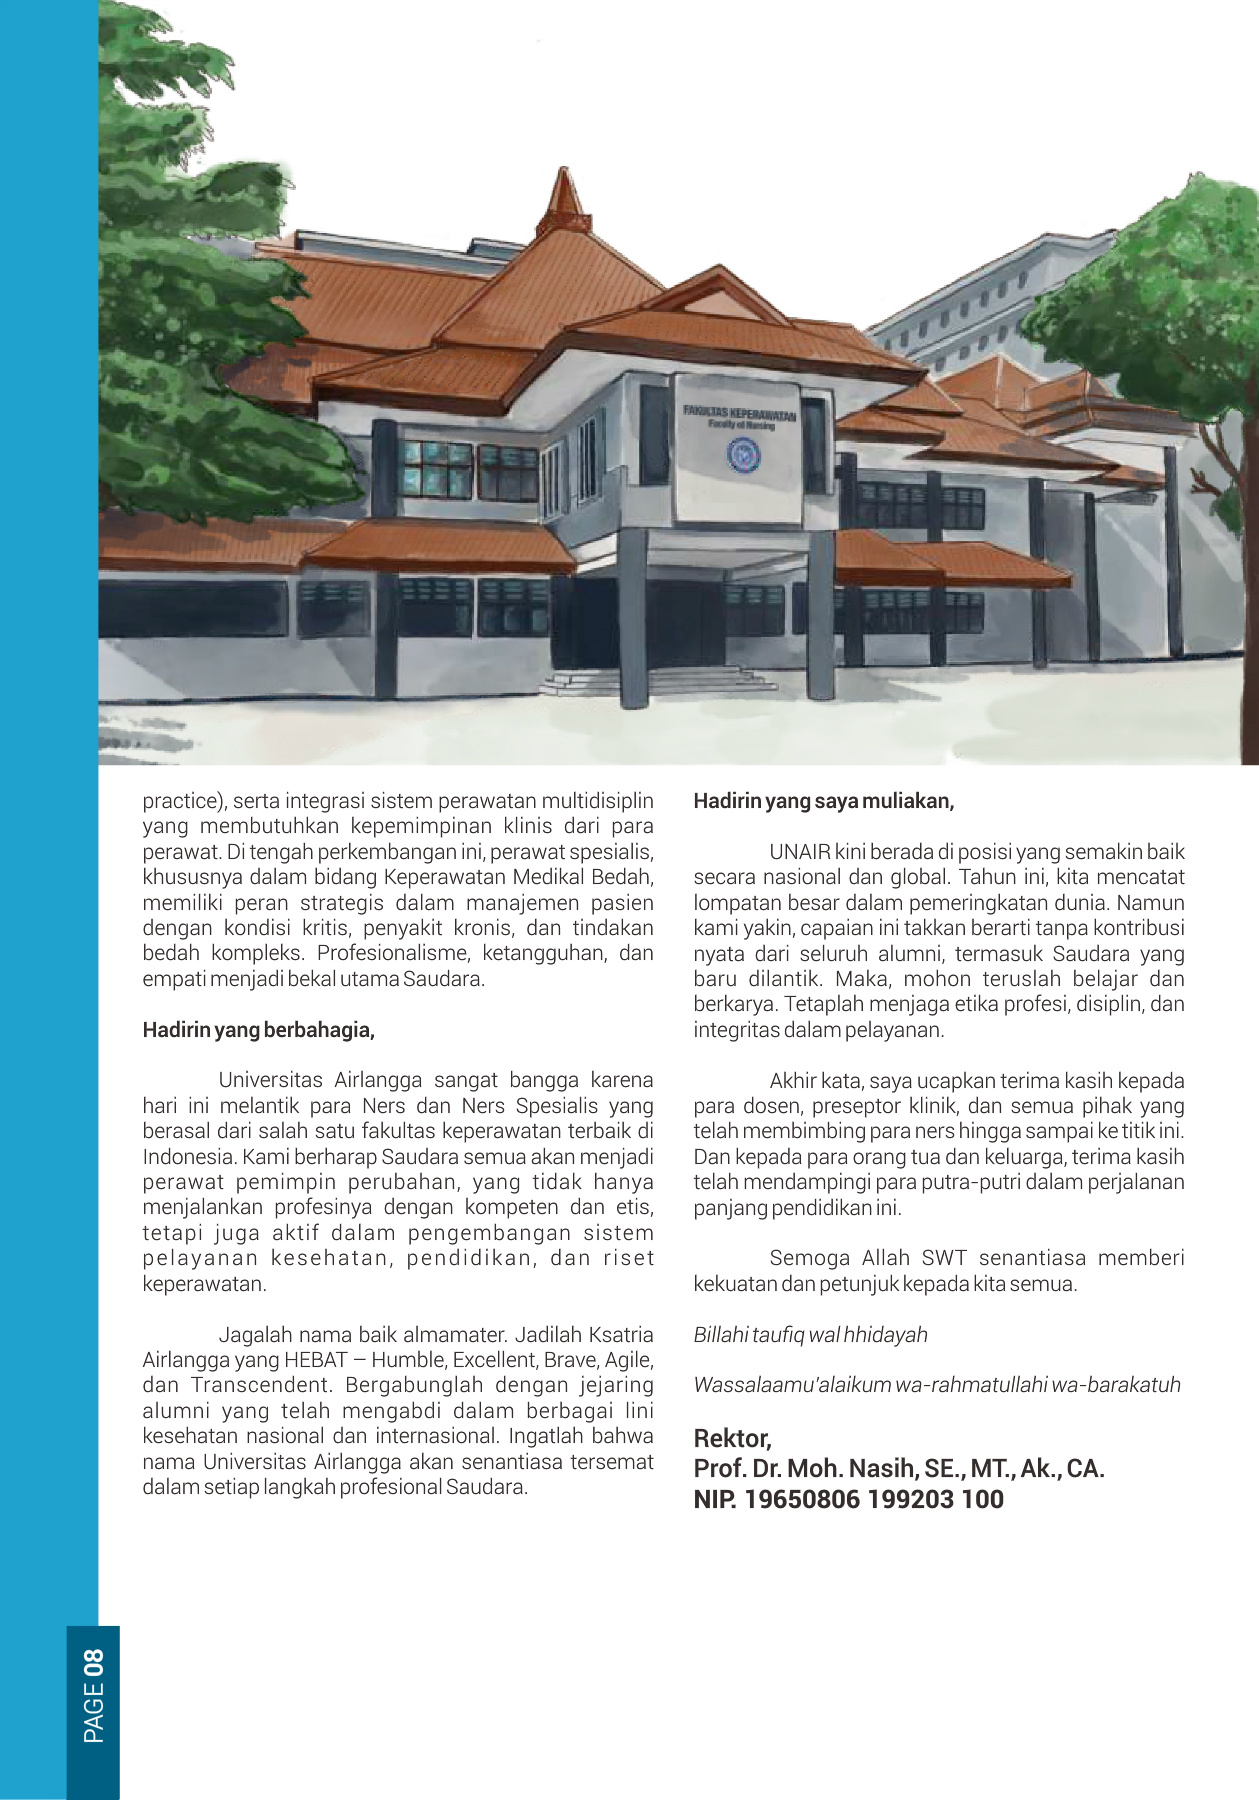 FAKULTAS KEPERAWATAN
Faculty of Nursing
practice), serta integrasi sistem perawatan multidisiplin
yang membutuhkan kepemimpinan klinis dari para
perawat. Di tengah perkembangan ini, perawat spesialis,
khususnya dalam bidang Keperawatan Medikal Bedah,
memiliki peran strategis dalam manajemen pasien
dengan kondisi kritis, penyakit kronis, dan tindakan
bedah kompleks. Profesionalisme, ketangguhan, dan
empati menjadi bekal utama Saudara.
Hadirin yang berbahagia,
Universitas Airlangga sangat bangga karena
hari ini melantik para Ners dan Ners Spesialis yang
berasal dari salah satu fakultas keperawatan terbaik di
Indonesia. Kami berharap Saudara semua akan menjadi
perawat pemimpin perubahan, yang tidak hanya
menjalankan profesinya dengan kompeten dan etis,
tetapi juga aktif dalam pengembangan sistem
pelayanan kesehatan, pendidikan, dan riset
keperawatan.
Jagalah nama baik almamater. Jadilah Ksatria
Airlangga yang HEBAT – Humble, Excellent, Brave, Agile,
dan Transcendent. Bergabunglah dengan jejaring
alumni yang telah mengabdi dalam berbagai lini
kesehatan nasional dan internasional. Ingatlah bahwa
nama Universitas Airlangga akan senantiasa tersemat
dalam setiap langkah profesional Saudara.
Hadirin yang saya muliakan,
UNAIR kini berada di posisi yang semakin baik
secara nasional dan global. Tahun ini, kita mencatat
lompatan besar dalam pemeringkatan dunia. Namun
kami yakin, capaian ini takkan berarti tanpa kontribusi
nyata dari seluruh alumni, termasuk Saudara yang
baru dilantik. Maka, mohon teruslah belajar dan
berkarya. Tetaplah menjaga etika profesi, disiplin, dan
integritas dalam pelayanan.
Akhir kata, saya ucapkan terima kasih kepada
para dosen, preseptor klinik, dan semua pihak yang
telah membimbing para ners hingga sampai ke titik ini.
Dan kepada para orang tua dan keluarga, terima kasih
telah mendampingi para putra-putri dalam perjalanan
panjang pendidikan ini.
Semoga Allah SWT senantiasa memberi
kekuatan dan petunjuk kepada kita semua.
Billahi taufiq wal hhidayah
Wassalaamu'alaikum wa-rahmatullahi wa-barakatuh
Rektor,
Prof. Dr. Moh. Nasih, SE., MT., Ak., CA.
NIP. 19650806 199203 100
PAGE 08